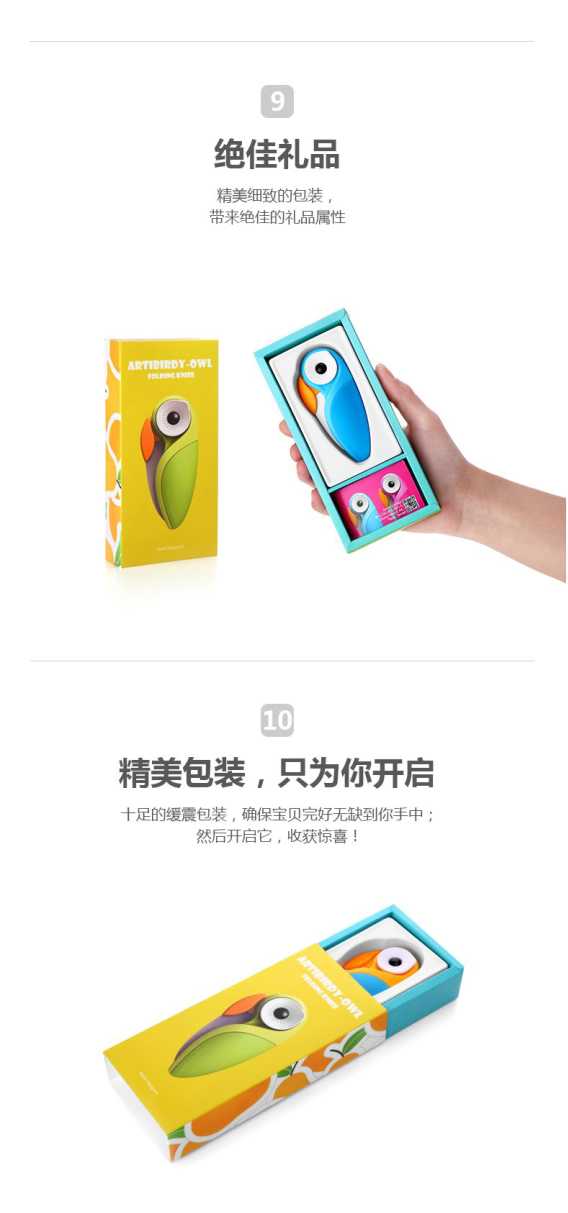 9
绝佳礼品
精美细致的包装，
带来绝佳的礼品属性
ARTIBIRDY-OWL
FOLDING KNIFE
10
精美包装，只为你开启
十足的缓震包装，确保宝贝完好无缺到你手中；
然后开启它，收获惊喜！
ARTIBIRDY-OWL
FOLDING KNIFE